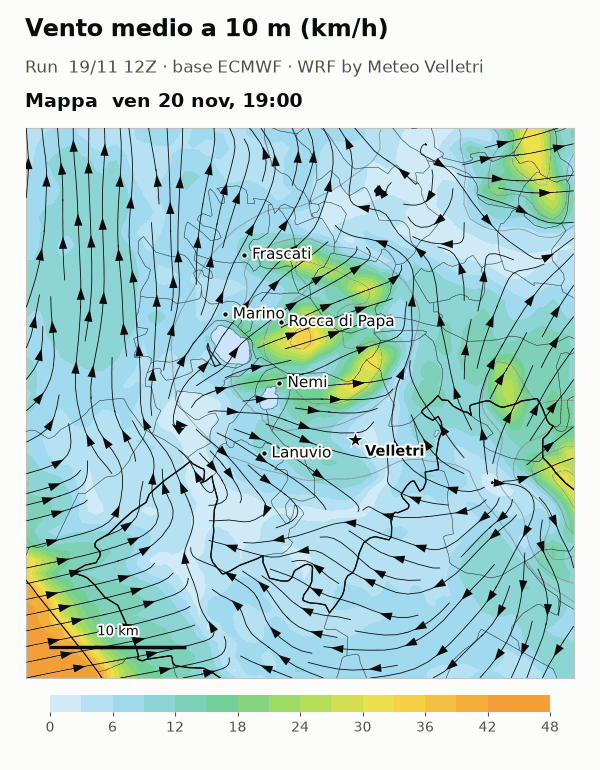 Vento medio a 10 m (km/h)
Run  19/11 12Z · base ECMWF · WRF by Meteo Velletri
Mappa  ven 20 nov, 19:00
Frascati
Marino
Rocca di Papa
Nemi
Lanuvio
Velletri
10 km
0 6 12 18 24 30 36 42 48